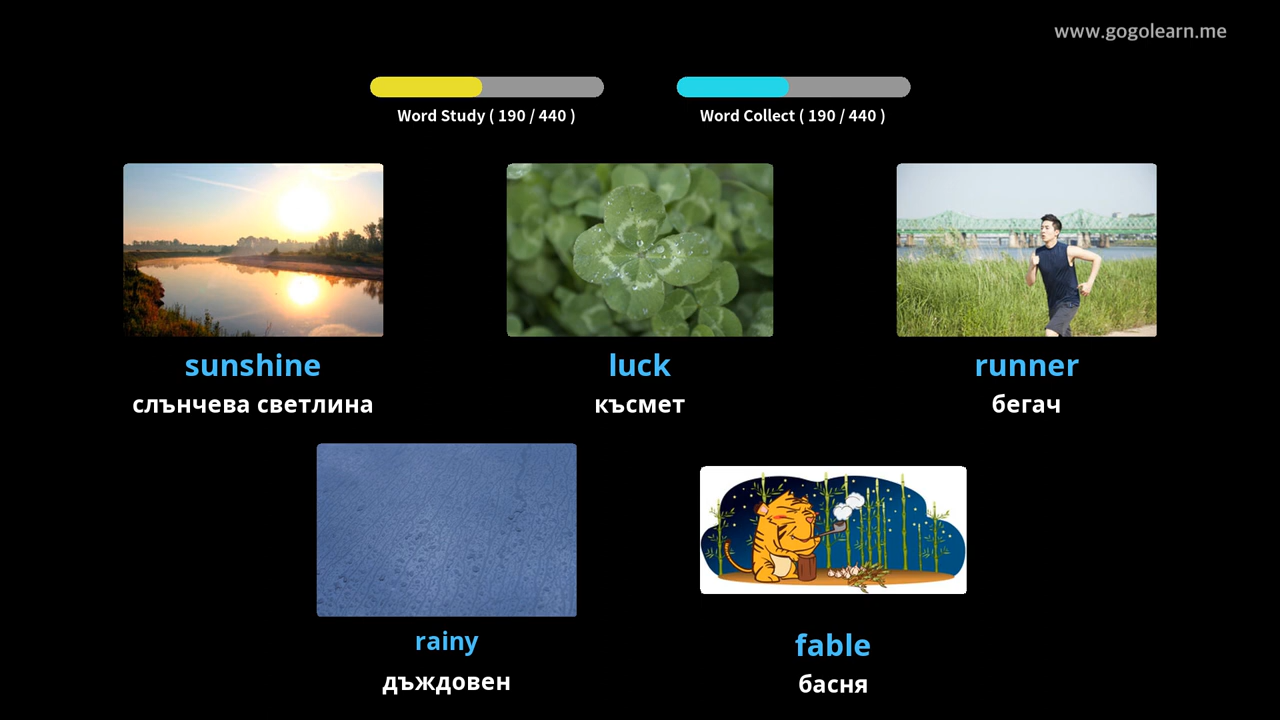 www.gogolearn.me
Word Study ( 190 / 440 )
Word Collect ( 190 / 440 )
sunshine
слънчева светлина
luck
късмет
runner
бегач
rainy
дъждовен
fable
басня